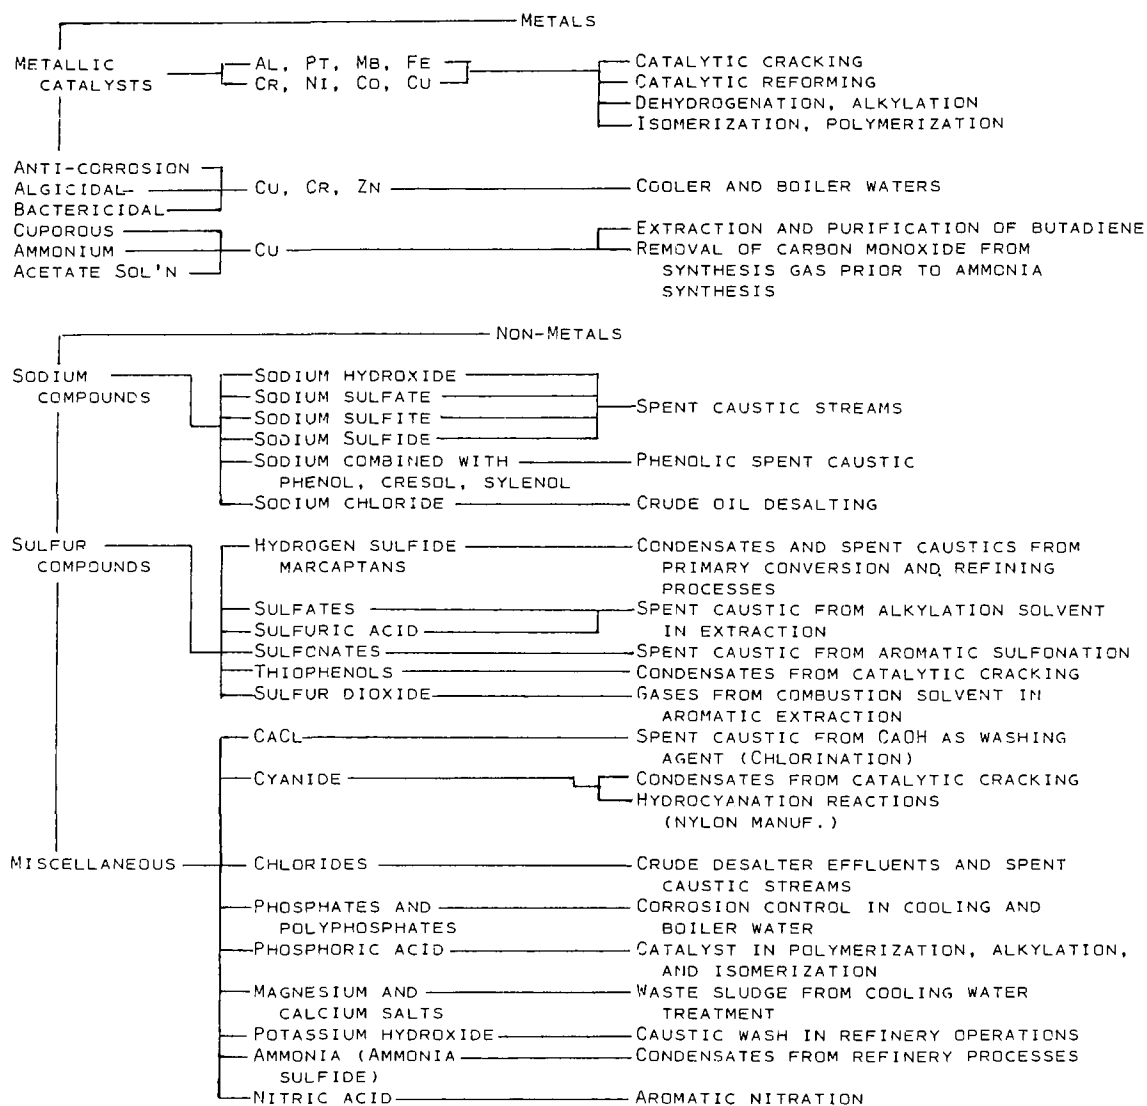 METALS
METALLIC CATALYSTS
AL, PT, MB, FE
CR, NI, CO, CU
CATALYTIC CRACKING
CATALYTIC REFORMING
DEHYDROGENATION, ALKYLATION
ISOMERIZATION, POLYMERIZATION
ANTI-CORROSION
ALGICIDAL
BACTERICIDAL
CU, CR, ZN
COOLER AND BOILER WATERS
CUPOROUS
AMMONIUM
ACETATE SOL'N
CU
EXTRACTION AND PURIFICATION OF BUTADIENE
REMOVAL OF CARBON MONOXIDE FROM
SYNTHESIS GAS PRIOR TO AMMONIA
SYNTHESIS
NON-METALS
SODIUM
COMPOUNDS
SODIUM HYDROXIDE
SODIUM SULFATE
SODIUM SULFITE
SODIUM SULFIDE
SPENT CAUSTIC STREAMS
SODIUM COMBINED WITH
PHENOL, CRESOL, SYLENOL
PHENOLIC SPENT CAUSTIC
SODIUM CHLORIDE
CRUDE OIL DESALTING
SULFUR
COMPOUNDS
HYDROGEN SULFIDE
MARCAPTANS
CONDENSATES AND SPENT CAUSTICS FROM
PRIMARY CONVERSION AND REFINING
PROCESSES
SULFATES
SULFURIC ACID
SPENT CAUSTIC FROM ALKYLATION SOLVENT
IN EXTRACTION
SULFONATES
SPENT CAUSTIC FROM AROMATIC SULFONATION
THIOPHENOLS
CONDENSATES FROM CATALYTIC CRACKING
SULFUR DIOXIDE
GASES FROM COMBUSTION SOLVENT IN
AROMATIC EXTRACTION
MISCELLANEOUS
CACL
SPENT CAUSTIC FROM CAOH AS WASHING
AGENT (CHLORINATION)
CYANIDE
CONDENSATES FROM CATALYTIC CRACKING
HYDROCYANATION REACTIONS
(NYLON MANUF.)
CHLORIDES
CRUDE DESALTER EFFLUENTS AND SPENT
CAUSTIC STREAMS
PHOSPHATES AND
POLYPHOSPHATES
CORROSION CONTROL IN COOLING AND
BOILER WATER
PHOSPHORIC ACID
CATALYST IN POLYMERIZATION, ALKYLATION,
AND ISOMERIZATION
MAGNESIUM AND
CALCIUM SALTS
WASTE SLUDGE FROM COOLING WATER
TREATMENT
POTASSIUM HYDROXIDE
CAUSTIC WASH IN REFINERY OPERATIONS
AMMONIA (AMMONIA
SULFIDE)
CONDENSATES FROM REFINERY PROCESSES
NITRIC ACID
AROMATIC NITRATION